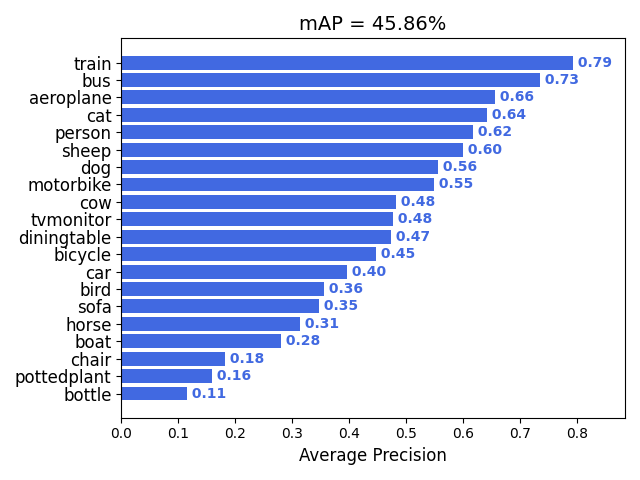 mAP = 45.86%
train 0.79
bus 0.73
aeroplane 0.66
cat 0.64
person 0.62
sheep 0.60
dog 0.56
motorbike 0.55
cow 0.48
tvmonitor 0.48
diningtable 0.47
bicycle 0.45
car 0.40
bird 0.36
sofa 0.35
horse 0.31
boat 0.28
chair 0.18
pottedplant 0.16
bottle 0.11
0.0 0.1 0.2 0.3 0.4 0.5 0.6 0.7 0.8
Average Precision